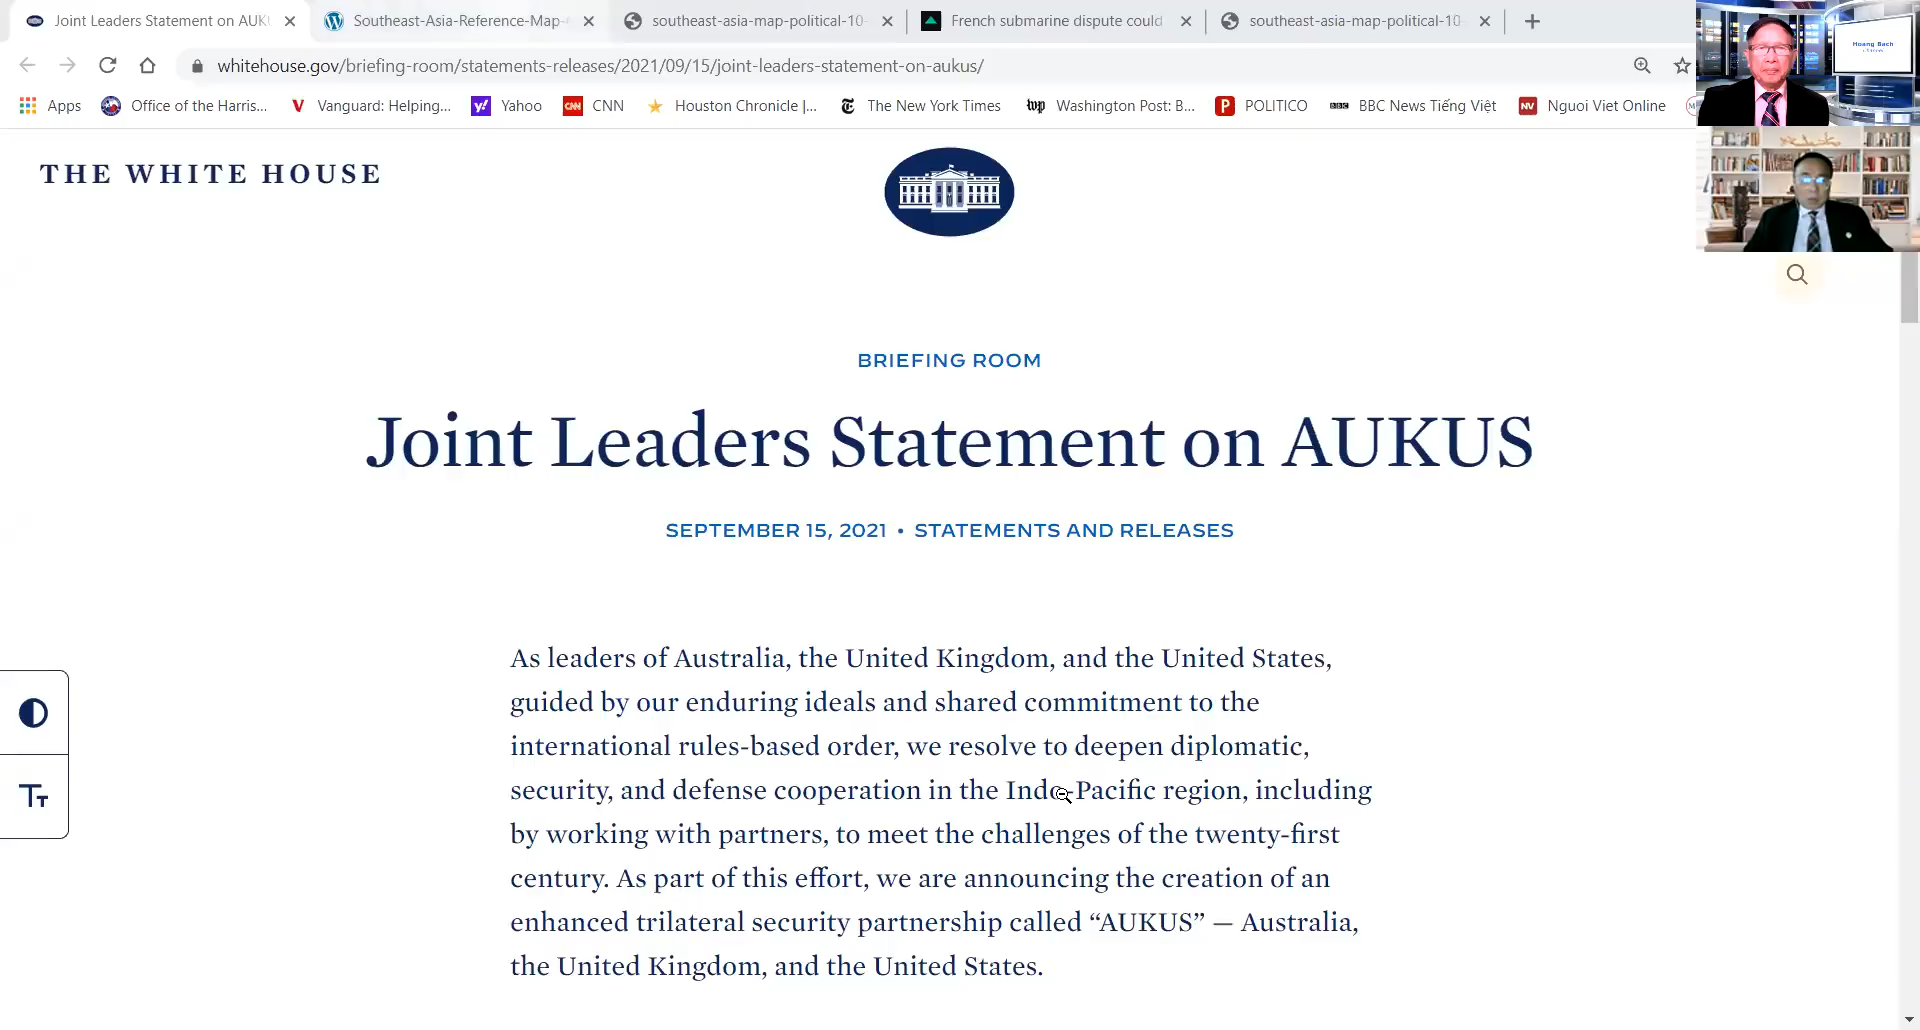 Joint Leaders Statement on AUK
Southeast-Asia-Reference-Map-
southeast-asia-map-political-10-
French submarine dispute could
southeast-asia-map-political-10-
whitehouse.gov/briefing-room/statements-releases/2021/09/15/joint-leaders-statement-on-aukus/
Apps
Office of the Harris...
Vanguard: Helping...
Yahoo
CNN
Houston Chronicle |...
The New York Times
wp Washington Post: B...
POLITICO
BBC BBC News Tiếng Việt
NV Nguoi Viet Online
Hoang Bach
THE WHITE HOUSE
BRIEFING ROOM
Joint Leaders Statement on AUKUS
SEPTEMBER 15, 2021 • STATEMENTS AND RELEASES
As leaders of Australia, the United Kingdom, and the United States,
guided by our enduring ideals and shared commitment to the
international rules-based order, we resolve to deepen diplomatic,
security, and defense cooperation in the Indo-Pacific region, including
by working with partners, to meet the challenges of the twenty-first
century. As part of this effort, we are announcing the creation of an
enhanced trilateral security partnership called “AUKUS” — Australia,
the United Kingdom, and the United States.
TT